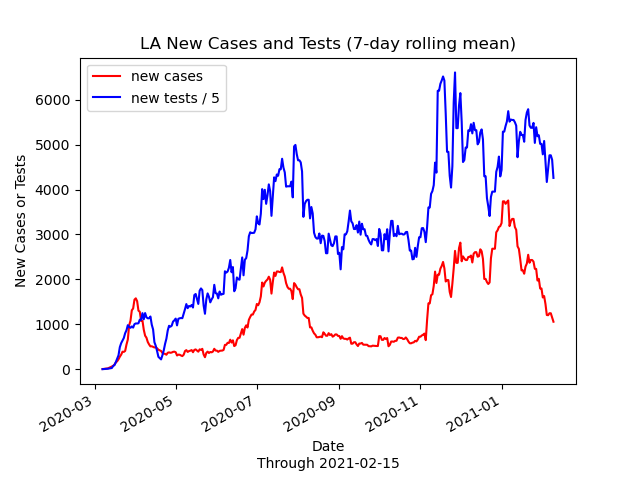 LA New Cases and Tests (7-day rolling mean)
new cases
new tests / 5
New Cases or Tests
6000
5000
4000
3000
2000
1000
0
2020-03
2020-05
2020-07
2020-09
2020-11
2021-01
Date
Through 2021-02-15